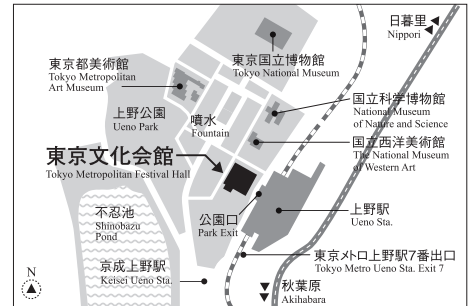 日暮里
Nippori
東京国立博物館
Tokyo National Museum
東京都美術館
Tokyo Metropolitan
Art Museum
国立科学博物館
National Museum
of Nature and Science
上野公園
Ueno Park
噴水
Fountain
国立西洋美術館
The National Museum
of Western Art
東京文化会館
Tokyo Metropolitan Festival Hall
不忍池
Shinobazu
Pond
公園口
Park Exit
上野駅
Ueno Sta.
東京メトロ上野駅7番出口
Tokyo Metro Ueno Sta. Exit 7
京成上野駅
Keisei Ueno Sta.
N
秋葉原
Akihabara